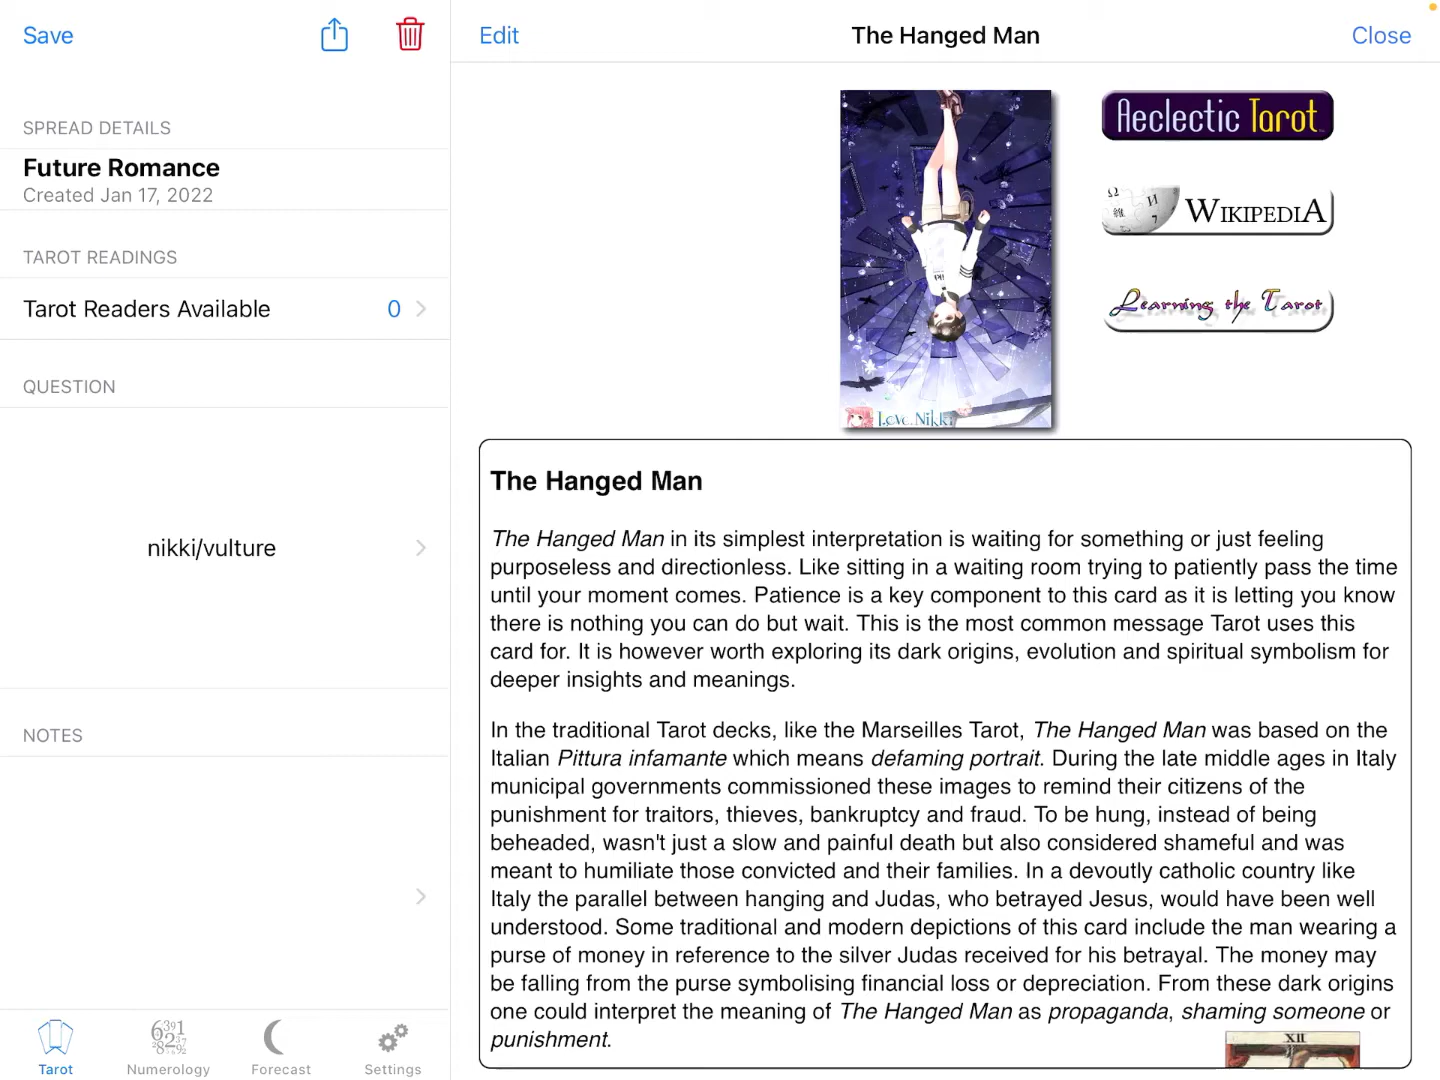 Save
SPREAD DETAILS
Future Romance
Created Jan 17, 2022
TAROT READINGS
Tarot Readers Available 0
QUESTION
nikki/vulture
NOTES
Tarot
Numerology
Forecast
Settings
Edit
The Hanged Man
Close
Aeclectic Tarot
WIKIPEDIA
Learning the Tarot
Love Nikki
The Hanged Man
The Hanged Man in its simplest interpretation is waiting for something or just feeling
purposeless and directionless. Like sitting in a waiting room trying to patiently pass the time
until your moment comes. Patience is a key component to this card as it is letting you know
there is nothing you can do but wait. This is the most common message Tarot uses this
card for. It is however worth exploring its dark origins, evolution and spiritual symbolism for
deeper insights and meanings.
In the traditional Tarot decks, like the Marseilles Tarot, The Hanged Man was based on the
Italian Pittura infamante which means defaming portrait. During the late middle ages in Italy
municipal governments commissioned these images to remind their citizens of the
punishment for traitors, thieves, bankruptcy and fraud. To be hung, instead of being
beheaded, wasn't just a slow and painful death but also considered shameful and was
meant to humiliate those convicted and their families. In a devoutly catholic country like
Italy the parallel between hanging and Judas, who betrayed Jesus, would have been well
understood. Some traditional and modern depictions of this card include the man wearing a
purse of money in reference to the silver Judas received for his betrayal. The money may
be falling from the purse symbolising financial loss or depreciation. From these dark origins
one could interpret the meaning of The Hanged Man as propaganda, shaming someone or
punishment.
XII